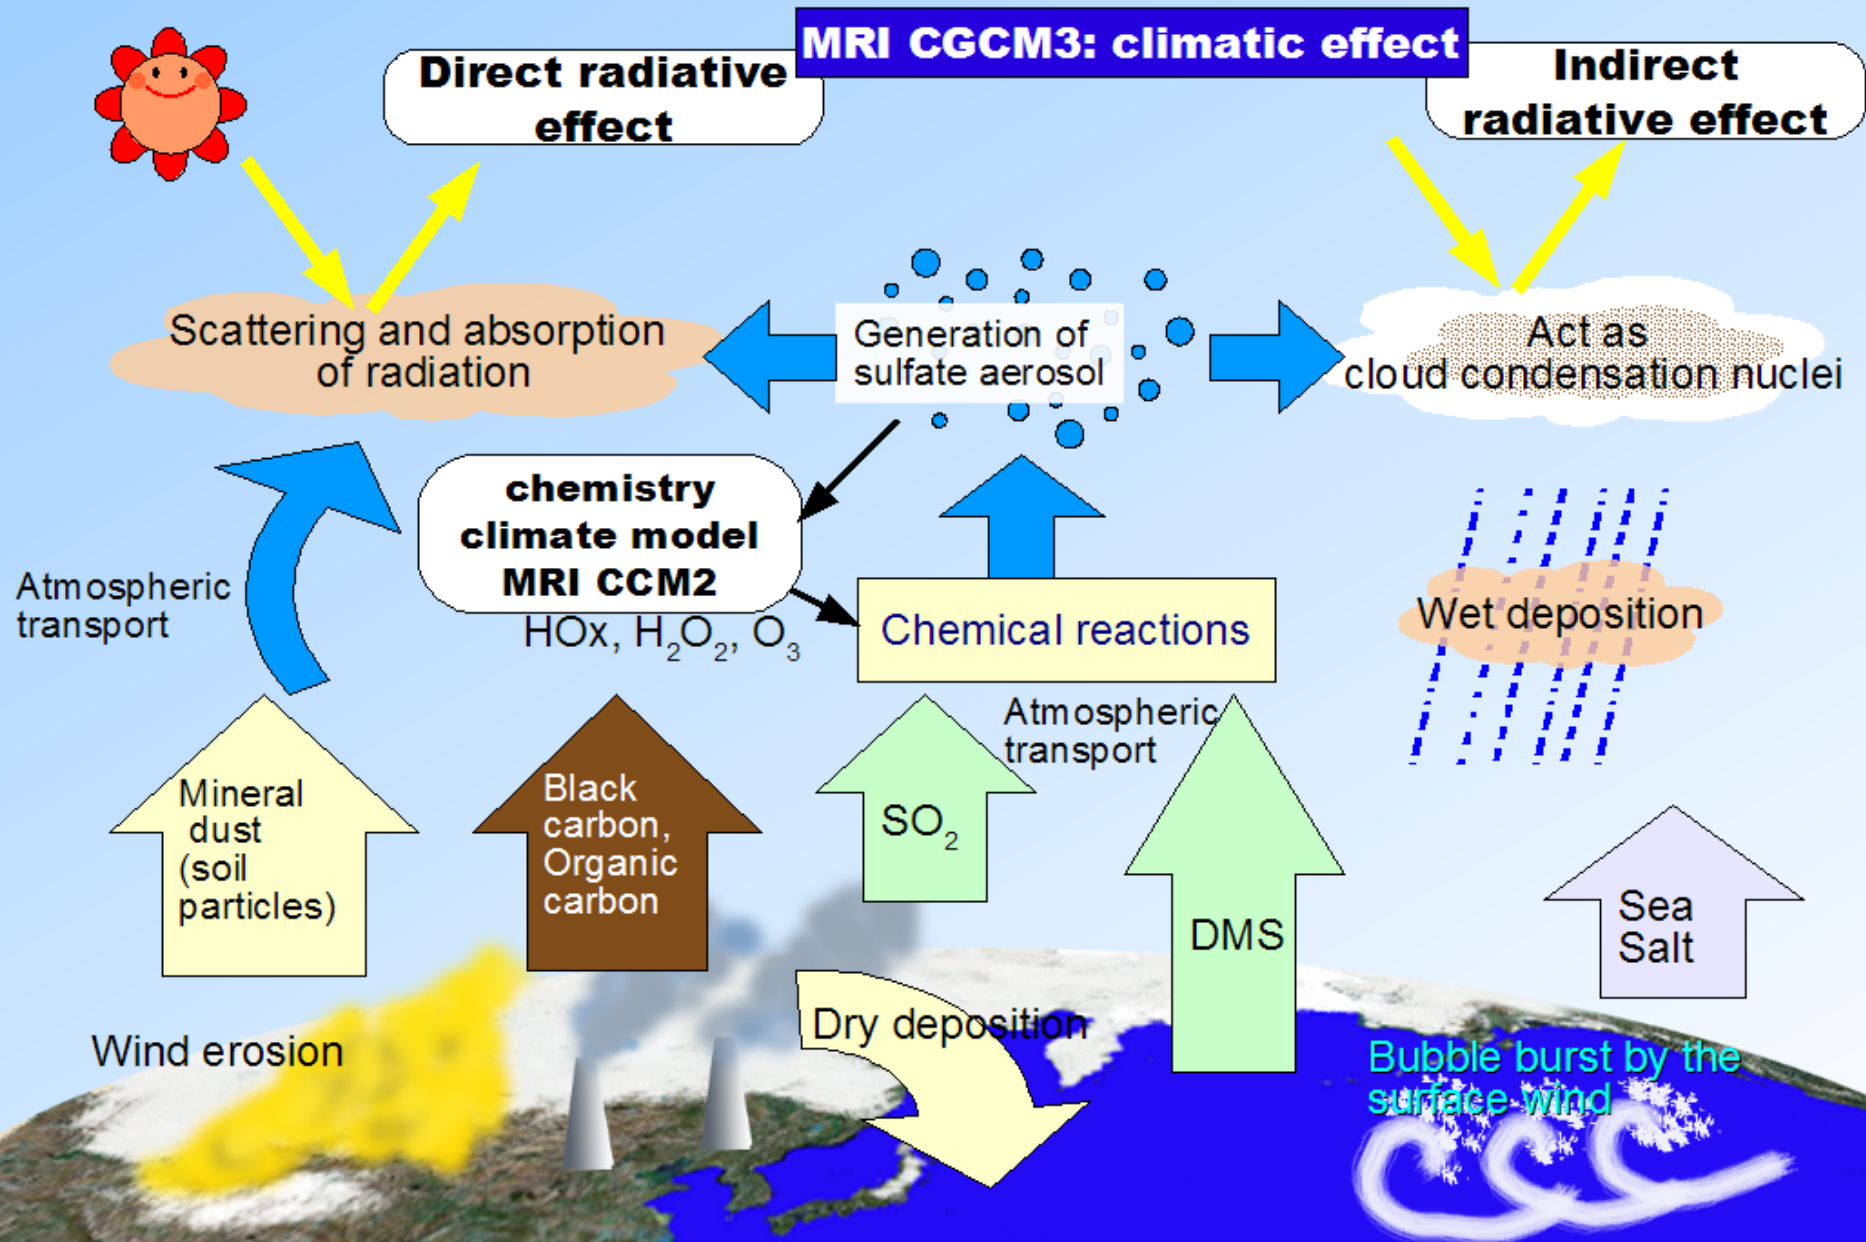 MRI CGCM3: climatic effect
Direct radiative
effect
Indirect
radiative effect
Scattering and absorption
of radiation
Generation of
sulfate aerosol
Act as
cloud condensation nuclei
chemistry
climate model
MRI CCM2
HOx, H₂O₂, O₃
Chemical reactions
Atmospheric
transport
Wet deposition
Atmospheric
transport
Mineral
dust
(soil
particles)
Black
carbon,
Organic
carbon
SO₂
DMS
Sea
Salt
Wind erosion
Dry deposition
Bubble burst by the
surface wind